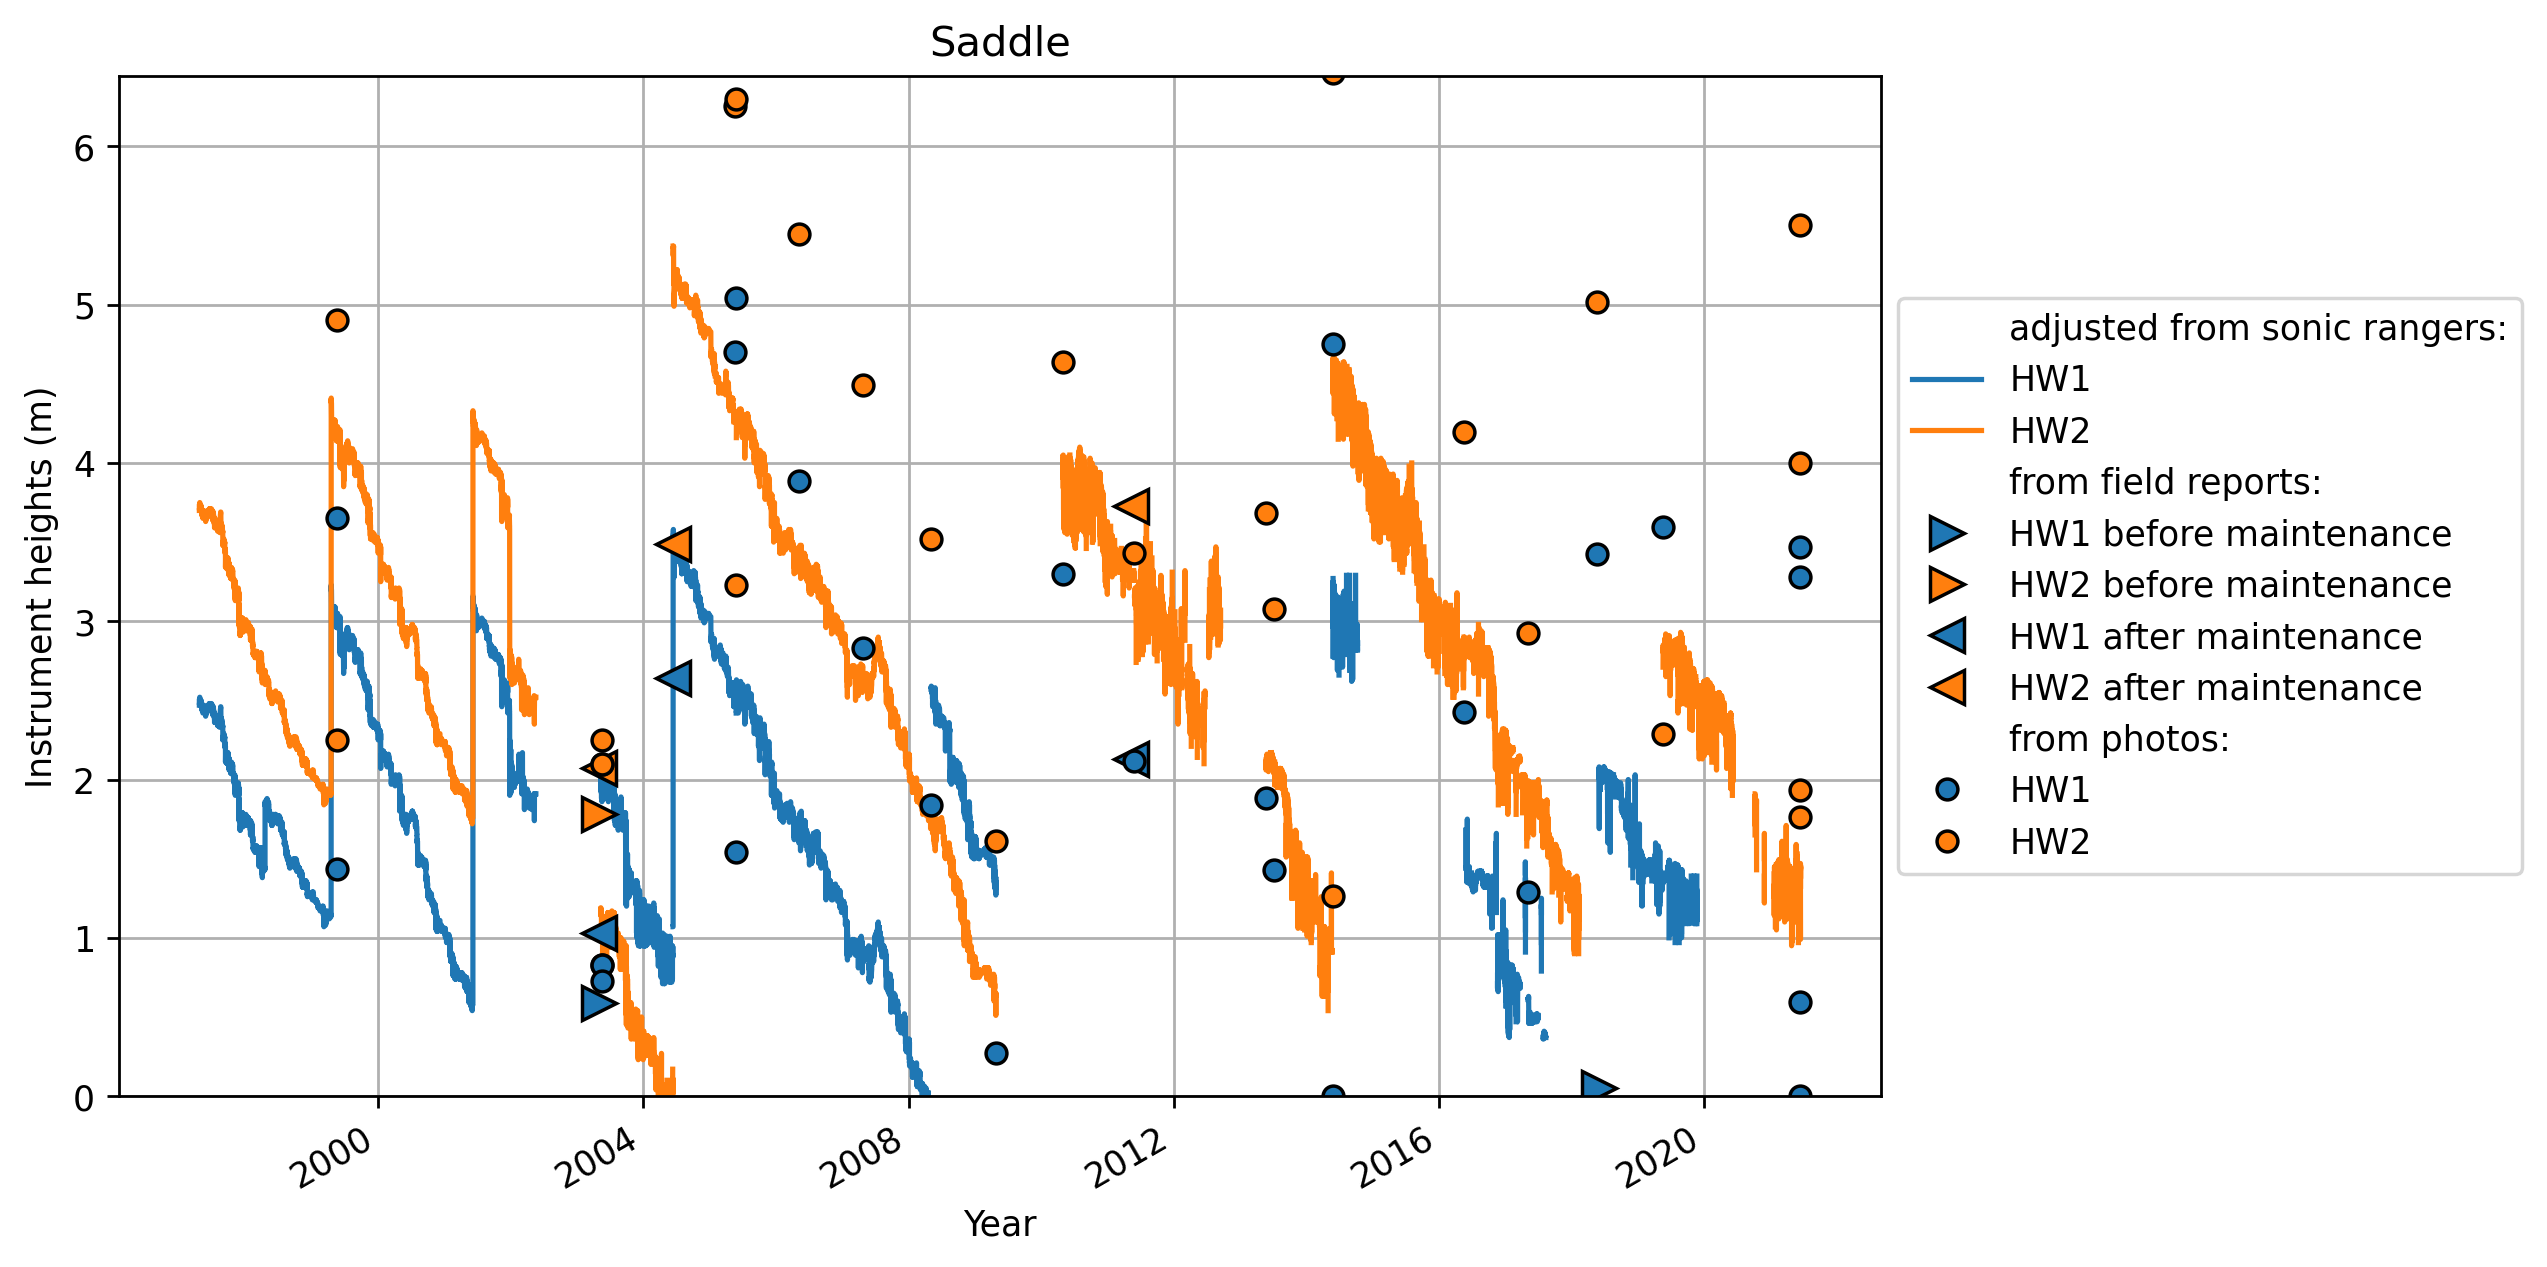 Saddle
Instrument heights (m)
6
5
4
3
2
1
0
2000
2004
2008
2012
2016
2020
Year
adjusted from sonic rangers:
HW1
HW2
from field reports:
HW1 before maintenance
HW2 before maintenance
HW1 after maintenance
HW2 after maintenance
from photos:
HW1
HW2